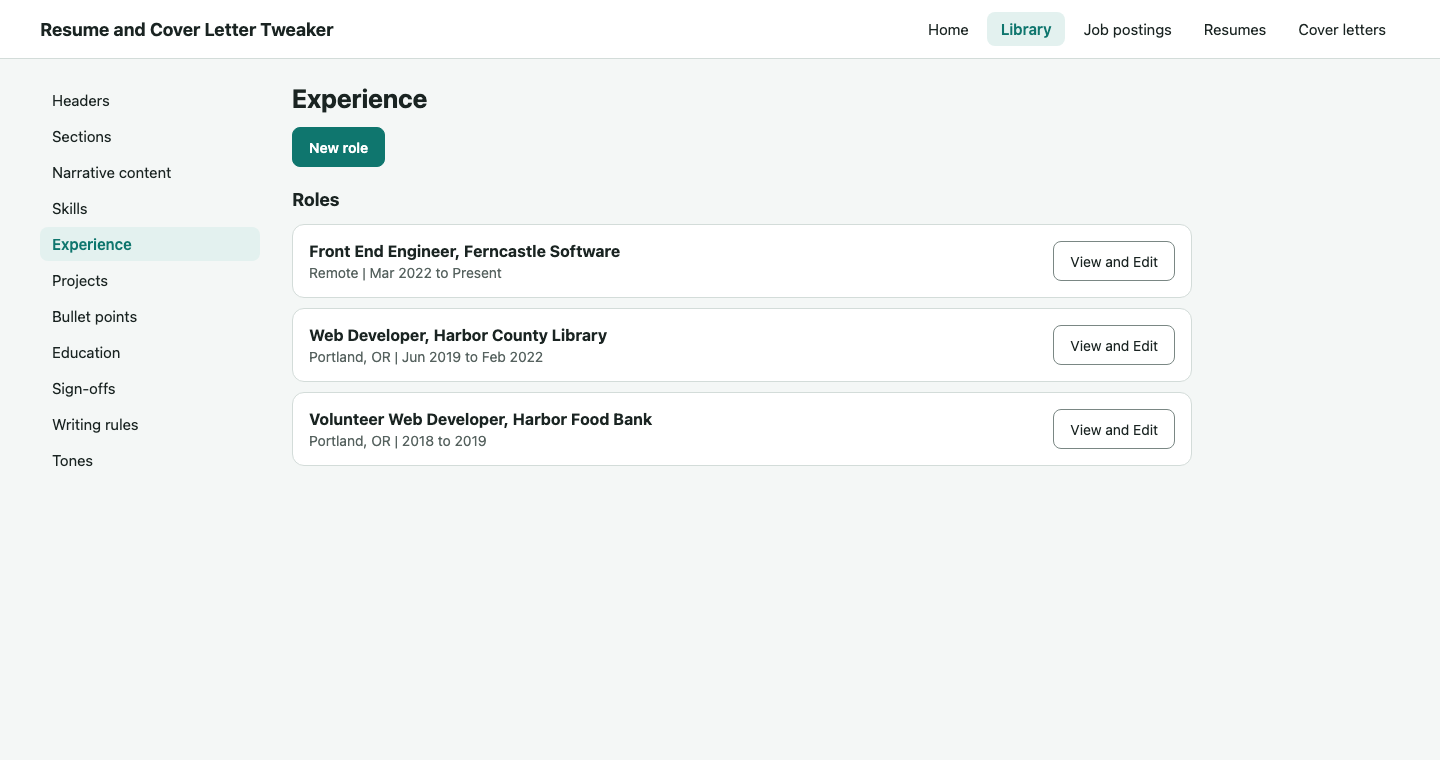 Resume and Cover Letter Tweaker
Home
Library
Job postings
Resumes
Cover letters
Headers
Sections
Narrative content
Skills
Experience
Projects
Bullet points
Education
Sign-offs
Writing rules
Tones
Experience
New role
Roles
Front End Engineer, Ferncastle Software
Remote | Mar 2022 to Present
View and Edit
Web Developer, Harbor County Library
Portland, OR | Jun 2019 to Feb 2022
View and Edit
Volunteer Web Developer, Harbor Food Bank
Portland, OR | 2018 to 2019
View and Edit